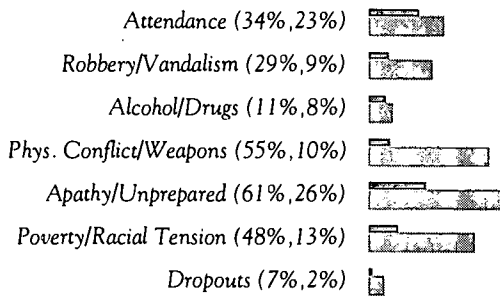 Attendance (34%,23%)
Robbery/Vandalism (29%,9%)
Alcohol/Drugs (11%,8%)
Phys. Conflict/Weapons (55%,10%)
Apathy/Unprepared (61%,26%)
Poverty/Racial Tension (48%,13%)
Dropouts (7%,2%)